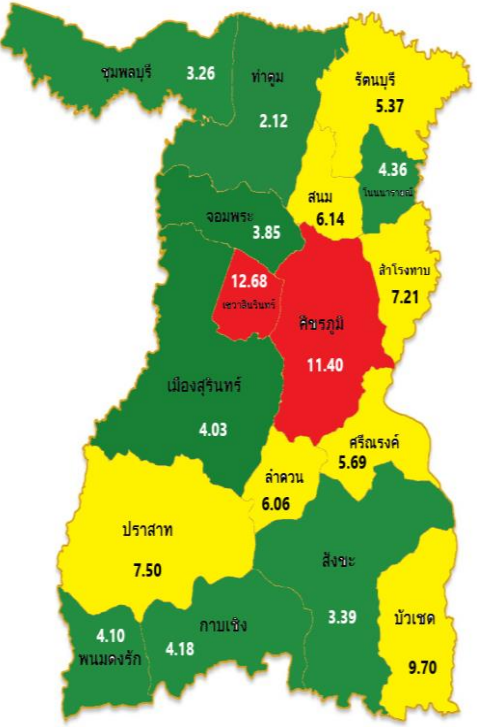 ชุมพลบุรี 3.26
ท่าตูม
2.12
รัตนบุรี
5.37
4.36
โนนนารายณ์
สนม
6.14
จอมพระ
3.85
สำโรงทาบ
7.21
12.68
เขวาสินรินทร์
ศีขรภูมิ
11.40
เมืองสุรินทร์
4.03
ศรีณรงค์
5.69
ลำดวน
6.06
ปราสาท
7.50
สังขะ
3.39
บัวเชด
9.70
กาบเชิง
4.18
4.10
พนมดงรัก